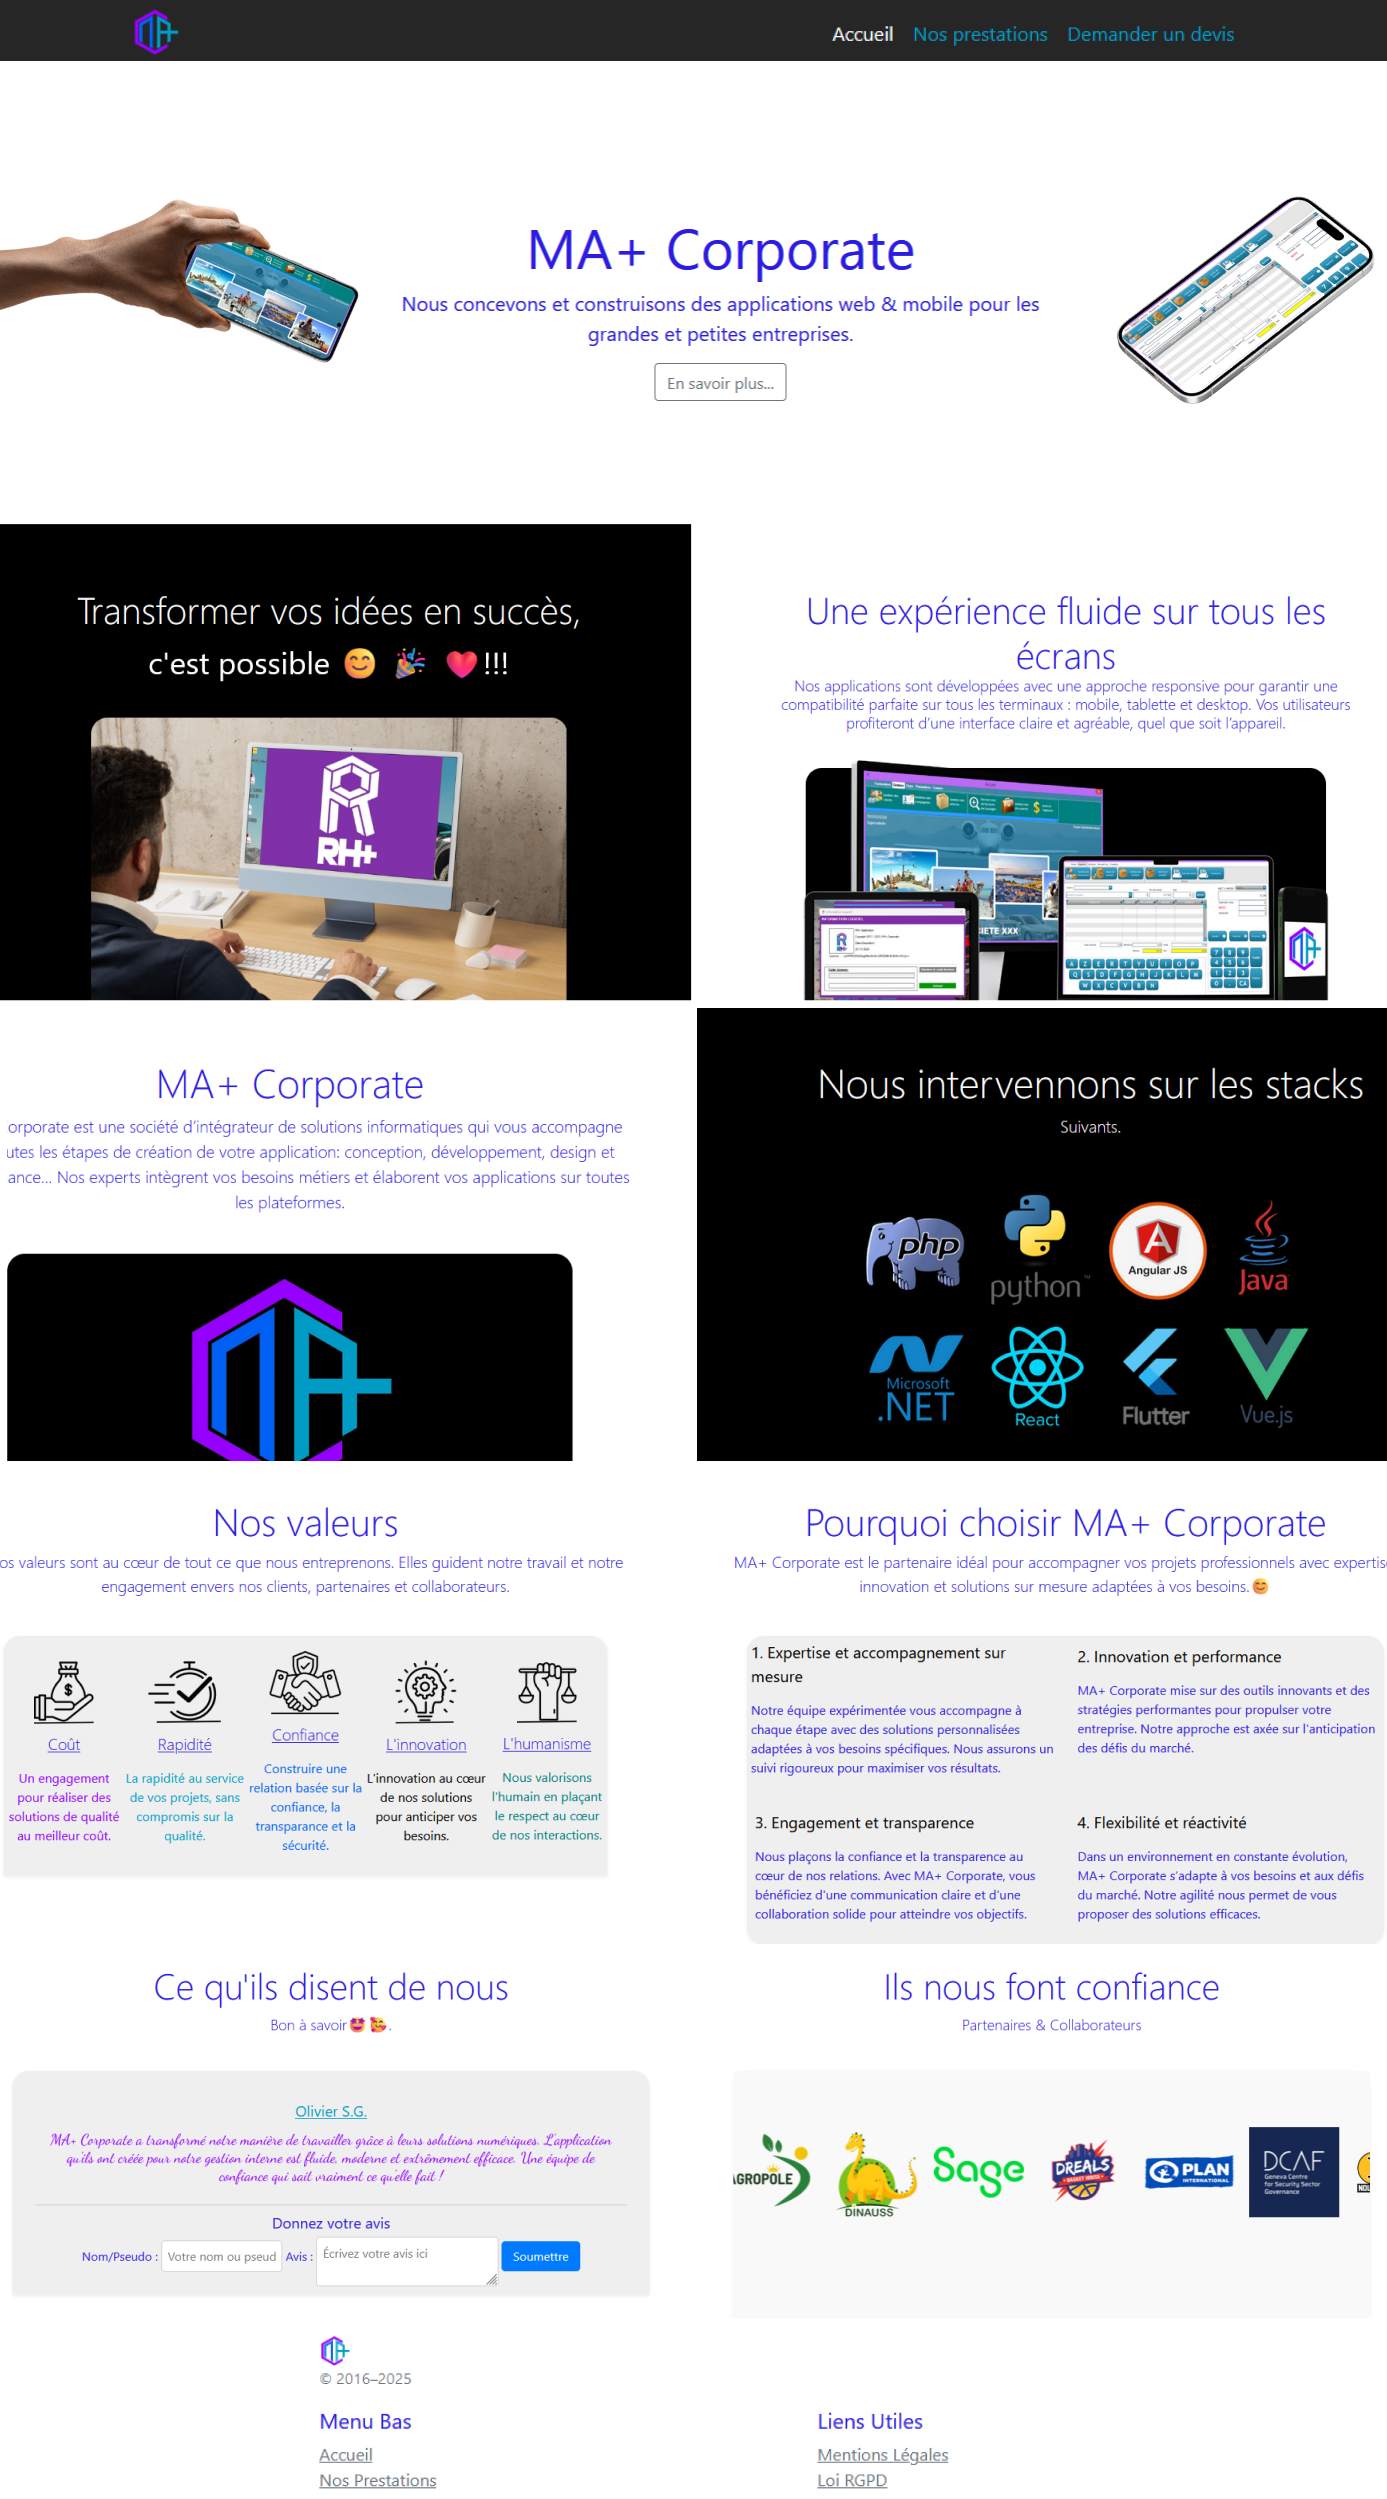 Accueil
Nos prestations
Demander un devis
MA+ Corporate
Nous concevons et construisons des applications web & mobile pour les
grandes et petites entreprises.
En savoir plus...
Transformer vos idées en succès,
c'est possible 😊 🎉 ❤️!!!
RH+
Une expérience fluide sur tous les
écrans
Nos applications sont développées avec une approche responsive pour garantir une
compatibilité parfaite sur tous les terminaux : mobile, tablette et desktop. Vos utilisateurs
profiteront d'une interface claire et agréable, quel que soit l'appareil.
MA+ Corporate
orporate est une société d'intégrateur de solutions informatiques qui vous accompagne
utes les étapes de création de votre application: conception, développement, design et
ance... Nos experts intègrent vos besoins métiers et élaborent vos applications sur toutes
les plateformes.
Nous intervennons sur les stacks
Suivants.
php
python™
Angular JS
Java
Microsoft
.NET
React
Flutter
Vue.js
Nos valeurs
os valeurs sont au cœur de tout ce que nous entreprenons. Elles guident notre travail et notre
engagement envers nos clients, partenaires et collaborateurs.
Coût
Un engagement
pour réaliser des
solutions de qualité
au meilleur coût.
Rapidité
La rapidité au service
de vos projets, sans
compromis sur la
qualité.
Confiance
Construire une
relation basée sur la
confiance, la
transparance et la
sécurité.
L'innovation
L'innovation au cœur
de nos solutions
pour anticiper vos
besoins.
L'humanisme
Nous valorisons
l'humain en plaçant
le respect au cœur
de nos interactions.
Pourquoi choisir MA+ Corporate
MA+ Corporate est le partenaire idéal pour accompagner vos projets professionnels avec expertise
innovation et solutions sur mesure adaptées à vos besoins.😊
1. Expertise et accompagnement sur
mesure
Notre équipe expérimentée vous accompagne à
chaque étape avec des solutions personnalisées
adaptées à vos besoins spécifiques. Nous assurons un
suivi rigoureux pour maximiser vos résultats.
2. Innovation et performance
MA+ Corporate mise sur des outils innovants et des
stratégies performantes pour propulser votre
entreprise. Notre approche est axée sur l'anticipation
des défis du marché.
3. Engagement et transparence
Nous plaçons la confiance et la transparence au
cœur de nos relations. Avec MA+ Corporate, vous
bénéficiez d'une communication claire et d'une
collaboration solide pour atteindre vos objectifs.
4. Flexibilité et réactivité
Dans un environnement en constante évolution,
MA+ Corporate s'adapte à vos besoins et aux défis
du marché. Notre agilité nous permet de vous
proposer des solutions efficaces.
Ce qu'ils disent de nous
Bon à savoir🤩 🥰.
Olivier S.G.
MA+ Corporate a transformé notre manière de travailler grâce à leurs solutions numériques. L'application
qu'ils ont créée pour notre gestion interne est fluide, moderne et extrêmement efficace. Une équipe de
confiance qui sait vraiment ce qu'elle fait !
Donnez votre avis
Nom/Pseudo :
Votre nom ou pseud
Avis :
Écrivez votre avis ici
Soumettre
Ils nous font confiance
Partenaires & Collaborateurs
AGROPOLE
DINAUSS
Sage
DREALS
BASKET HOUSE
PLAN
INTERNATIONAL
DCAF
Geneva Centre
for Security Sector
Governance
© 2016–2025
Menu Bas
Accueil
Nos Prestations
Liens Utiles
Mentions Légales
Loi RGPD